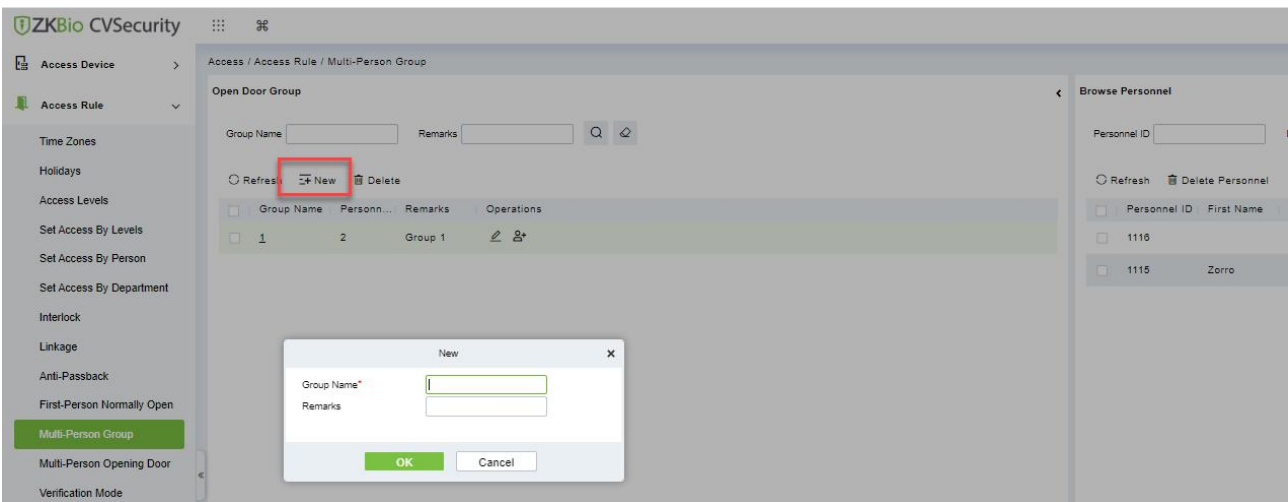 ZKBio CVSecurity
Access Device
Access Rule
Time Zones
Holidays
Access Levels
Set Access By Levels
Set Access By Person
Set Access By Department
Interlock
Linkage
Anti-Passback
First-Person Normally Open
Multi-Person Group
Multi-Person Opening Door
Verification Mode
Access / Access Rule / Multi-Person Group
Open Door Group
Group Name Remarks
Refresh New Delete
Group Name Personn... Remarks Operations
1 2 Group 1
New
Group Name*
Remarks
OK Cancel
Browse Personnel
Personnel ID
Refresh Delete Personnel
Personnel ID First Name
1116
1115 Zorro